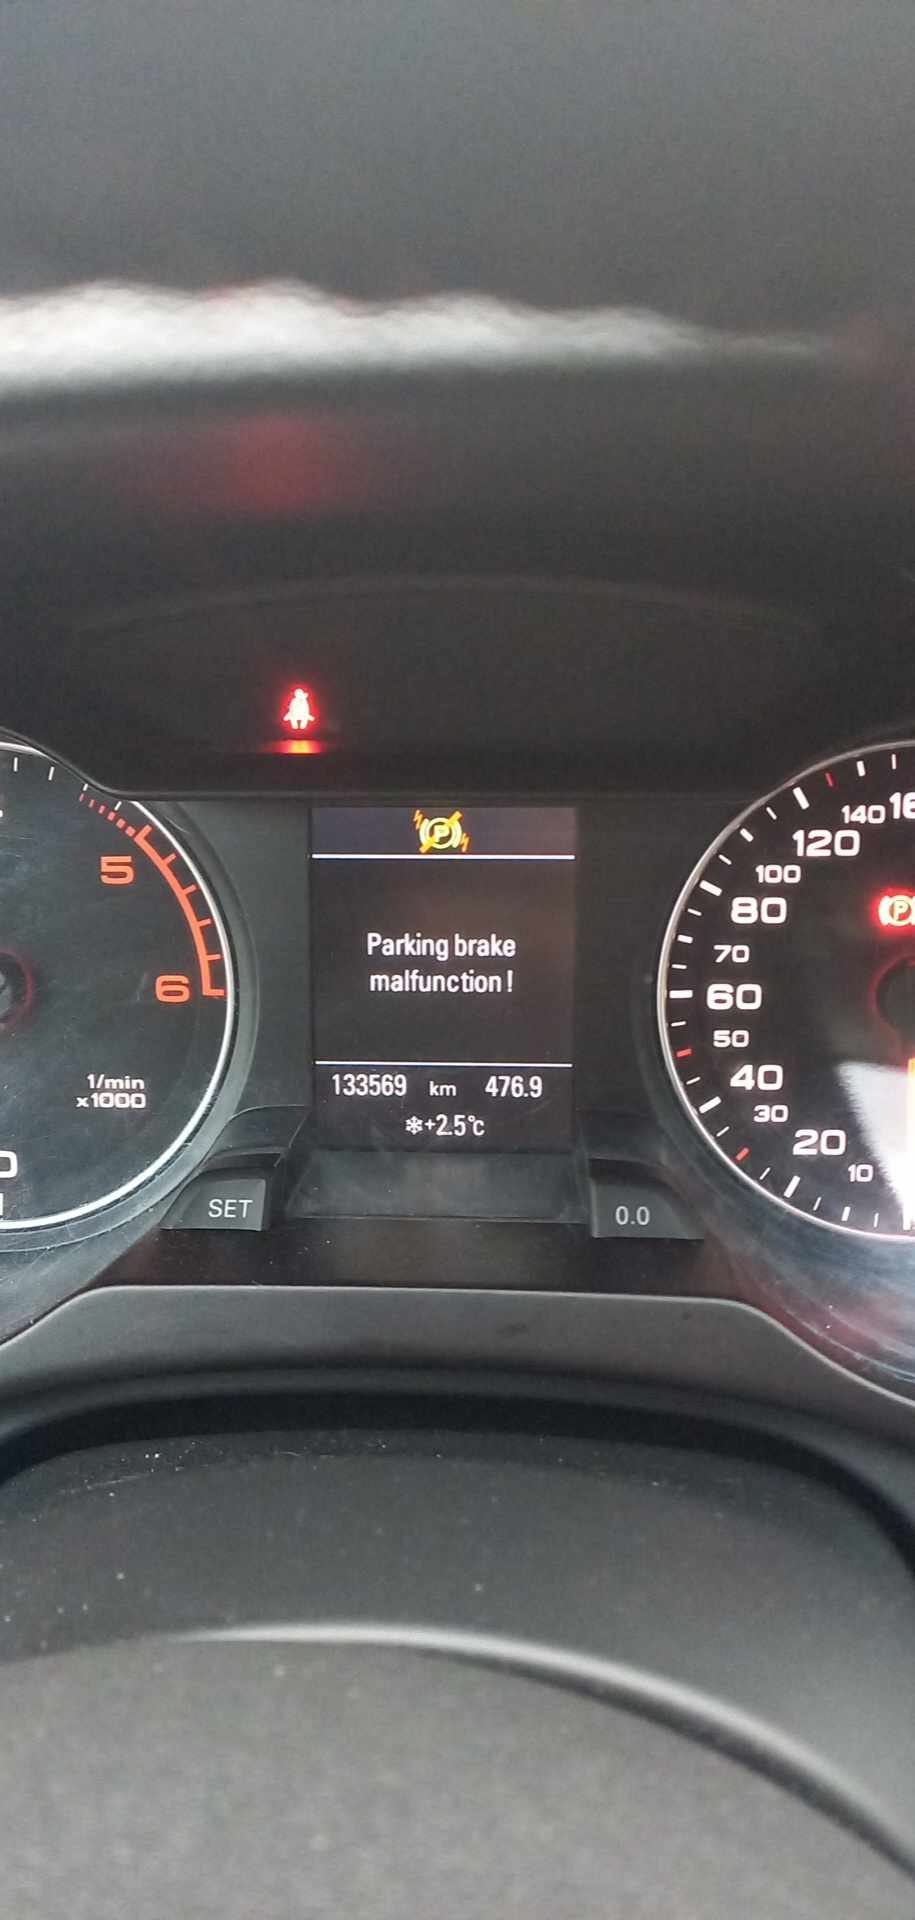 P
Parking brake
malfunction !
133569 km 476.9
❄+2.5°c
5
6
1/min
x1000
0
140
120
100
80
70
60
50
40
30
20
10
P
SET
0.0